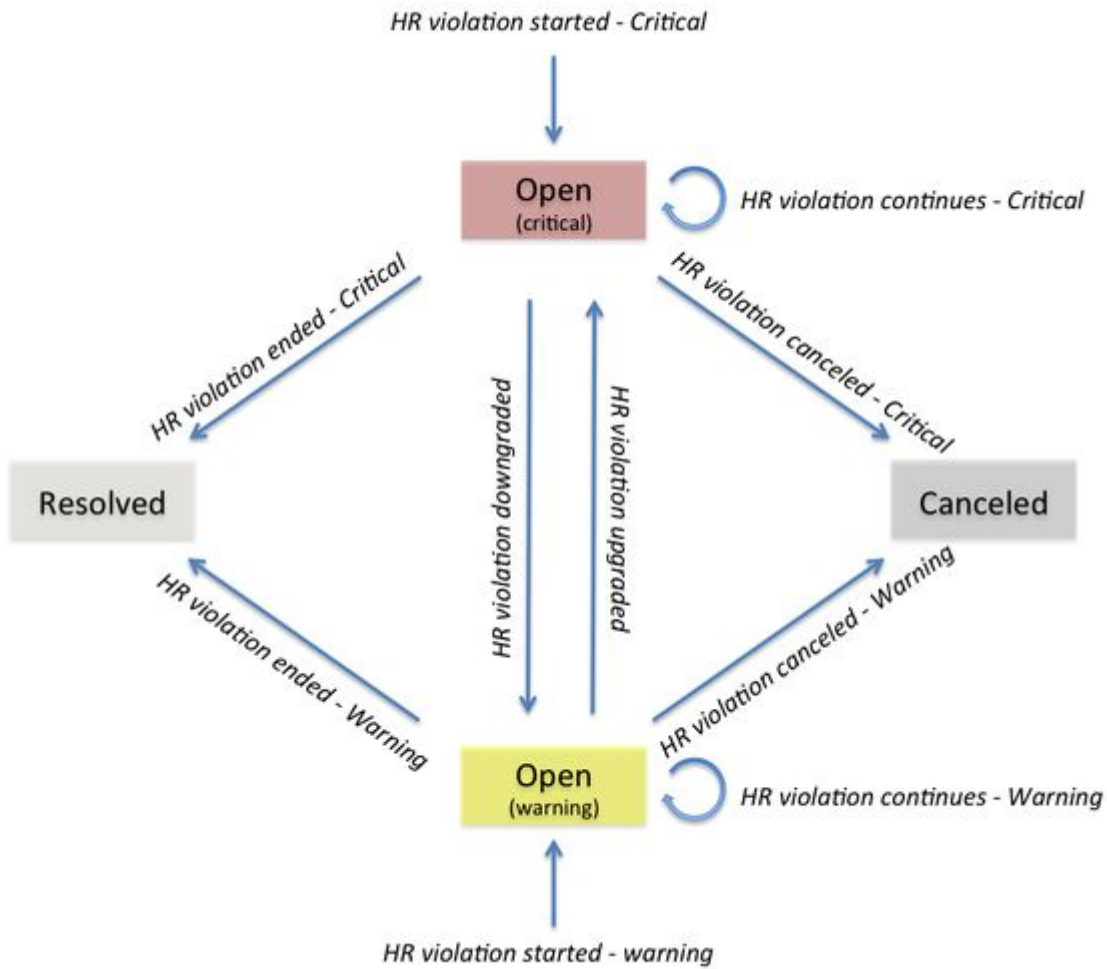 HR violation started - Critical
Open
(critical)
HR violation continues - Critical
HR violation ended - Critical
HR violation canceled - Critical
HR violation downgraded
HR violation upgraded
Resolved
Canceled
HR violation ended - Warning
HR violation canceled - Warning
Open
(warning)
HR violation continues - Warning
HR violation started - warning